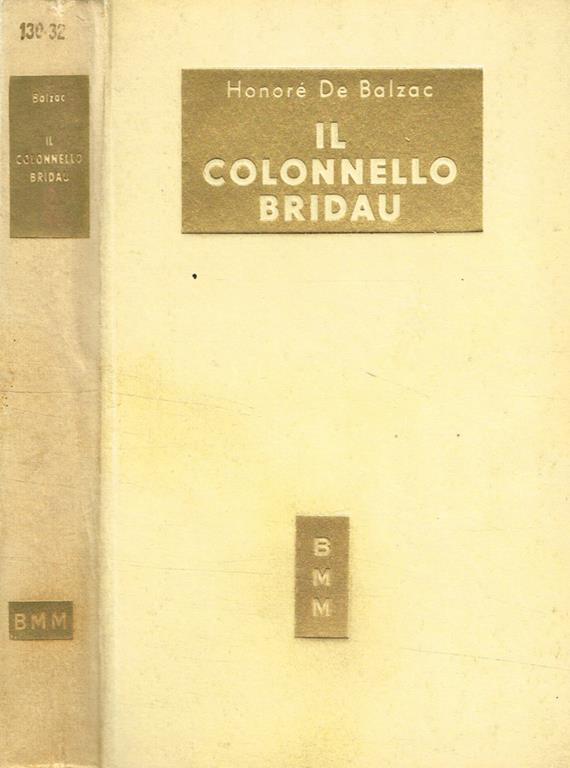 130-32
Balzac
IL
COLONNELLO
BRIDAU
BMM
Honoré De Balzac
IL
COLONNELLO
BRIDAU
B
M
M